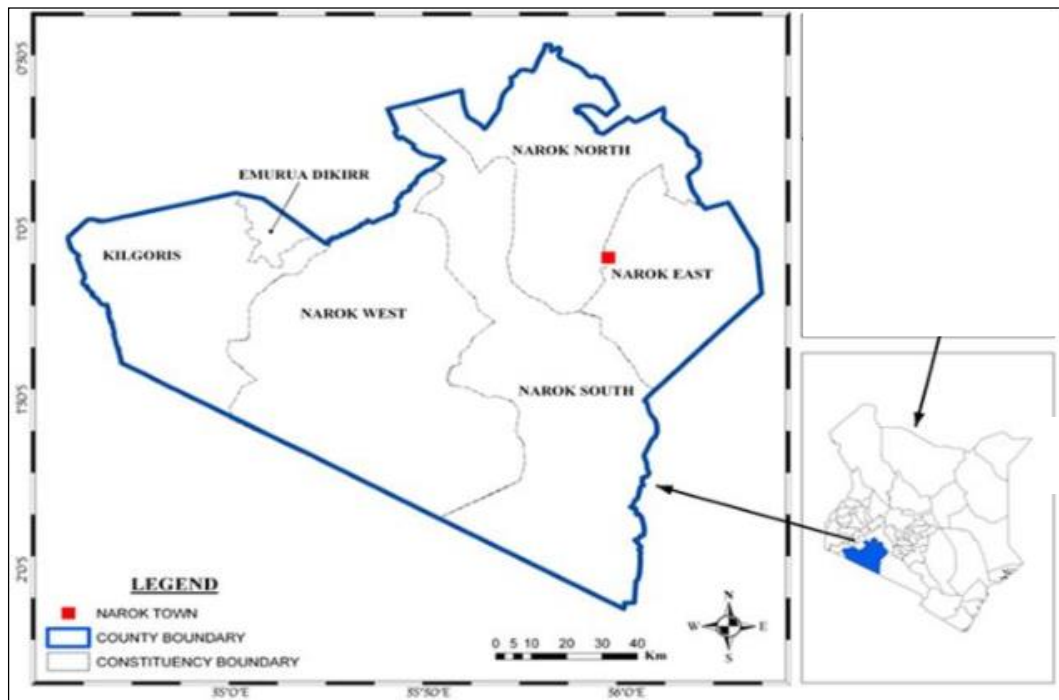 0°30'S
1°0'S
1°30'S
2°0'S
NAROK NORTH
EMURUA DIKIRR
KILGORIS
NAROK EAST
NAROK WEST
NAROK SOUTH
LEGEND
NAROK TOWN
COUNTY BOUNDARY
CONSTITUENCY BOUNDARY
N
W E
S
0 5 10 20 30 40
Km
35°0'E
35°50'E
36°0'E